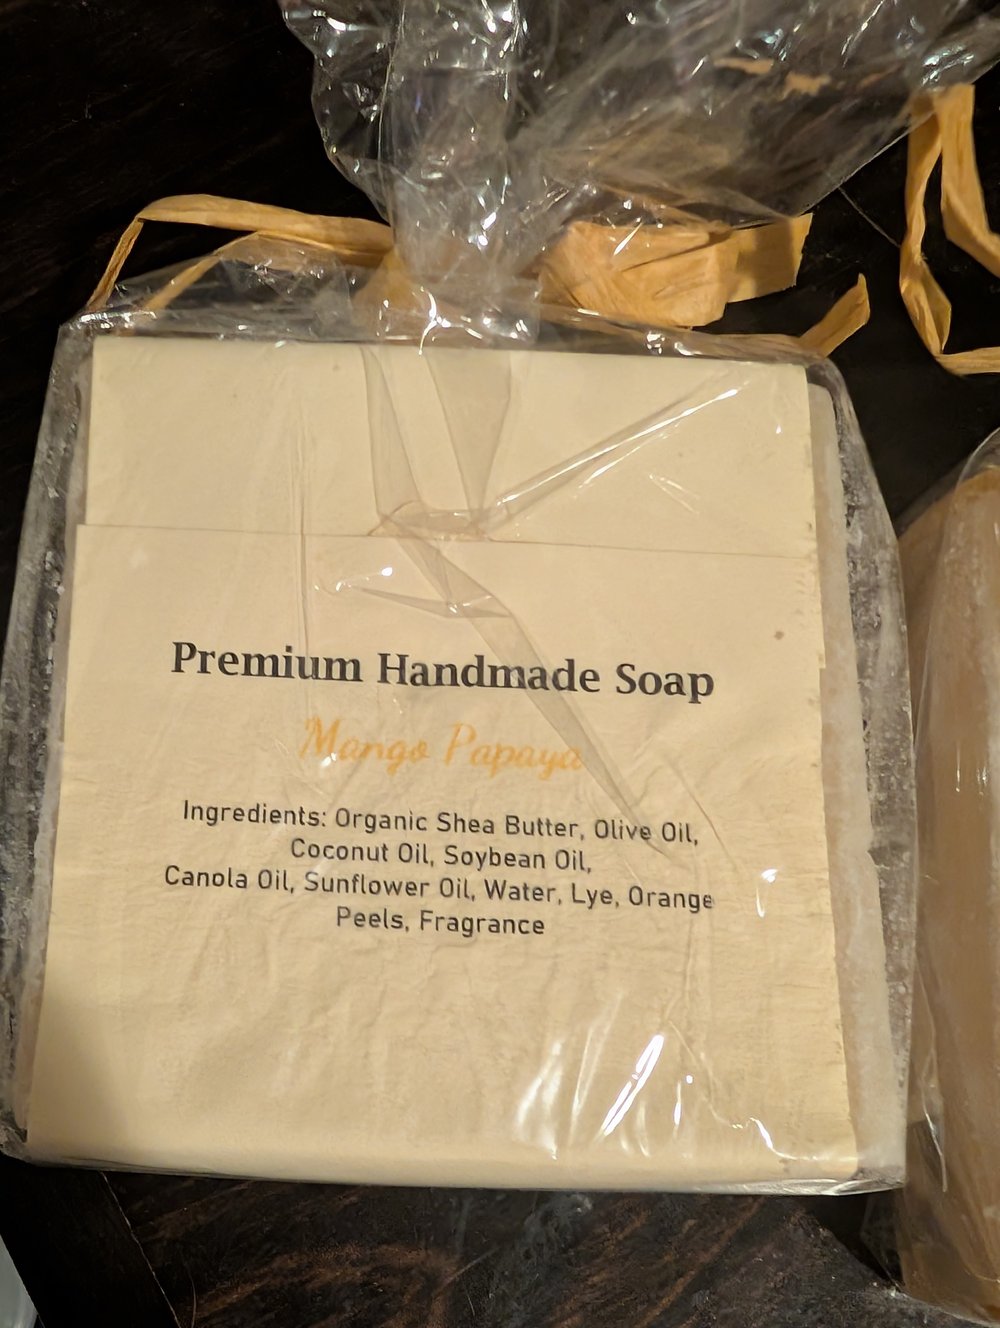 Premium Handmade Soap
Mango Papaya
Ingredients: Organic Shea Butter, Olive Oil,
Coconut Oil, Soybean Oil,
Canola Oil, Sunflower Oil, Water, Lye, Orange
Peels, Fragrance